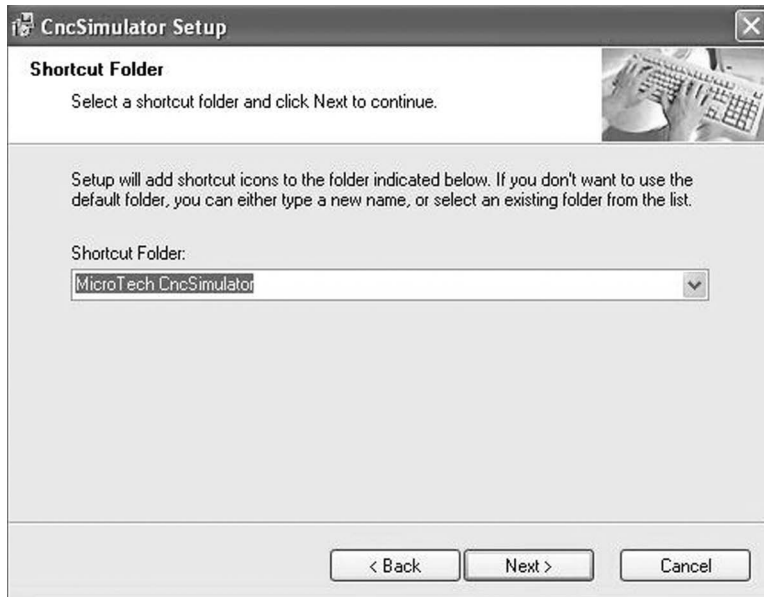 CncSimulator Setup
Shortcut Folder
Select a shortcut folder and click Next to continue.
Setup will add shortcut icons to the folder indicated below. If you don't want to use the
default folder, you can either type a new name, or select an existing folder from the list.
Shortcut Folder:
MicroTech CncSimulator
< Back
Next >
Cancel